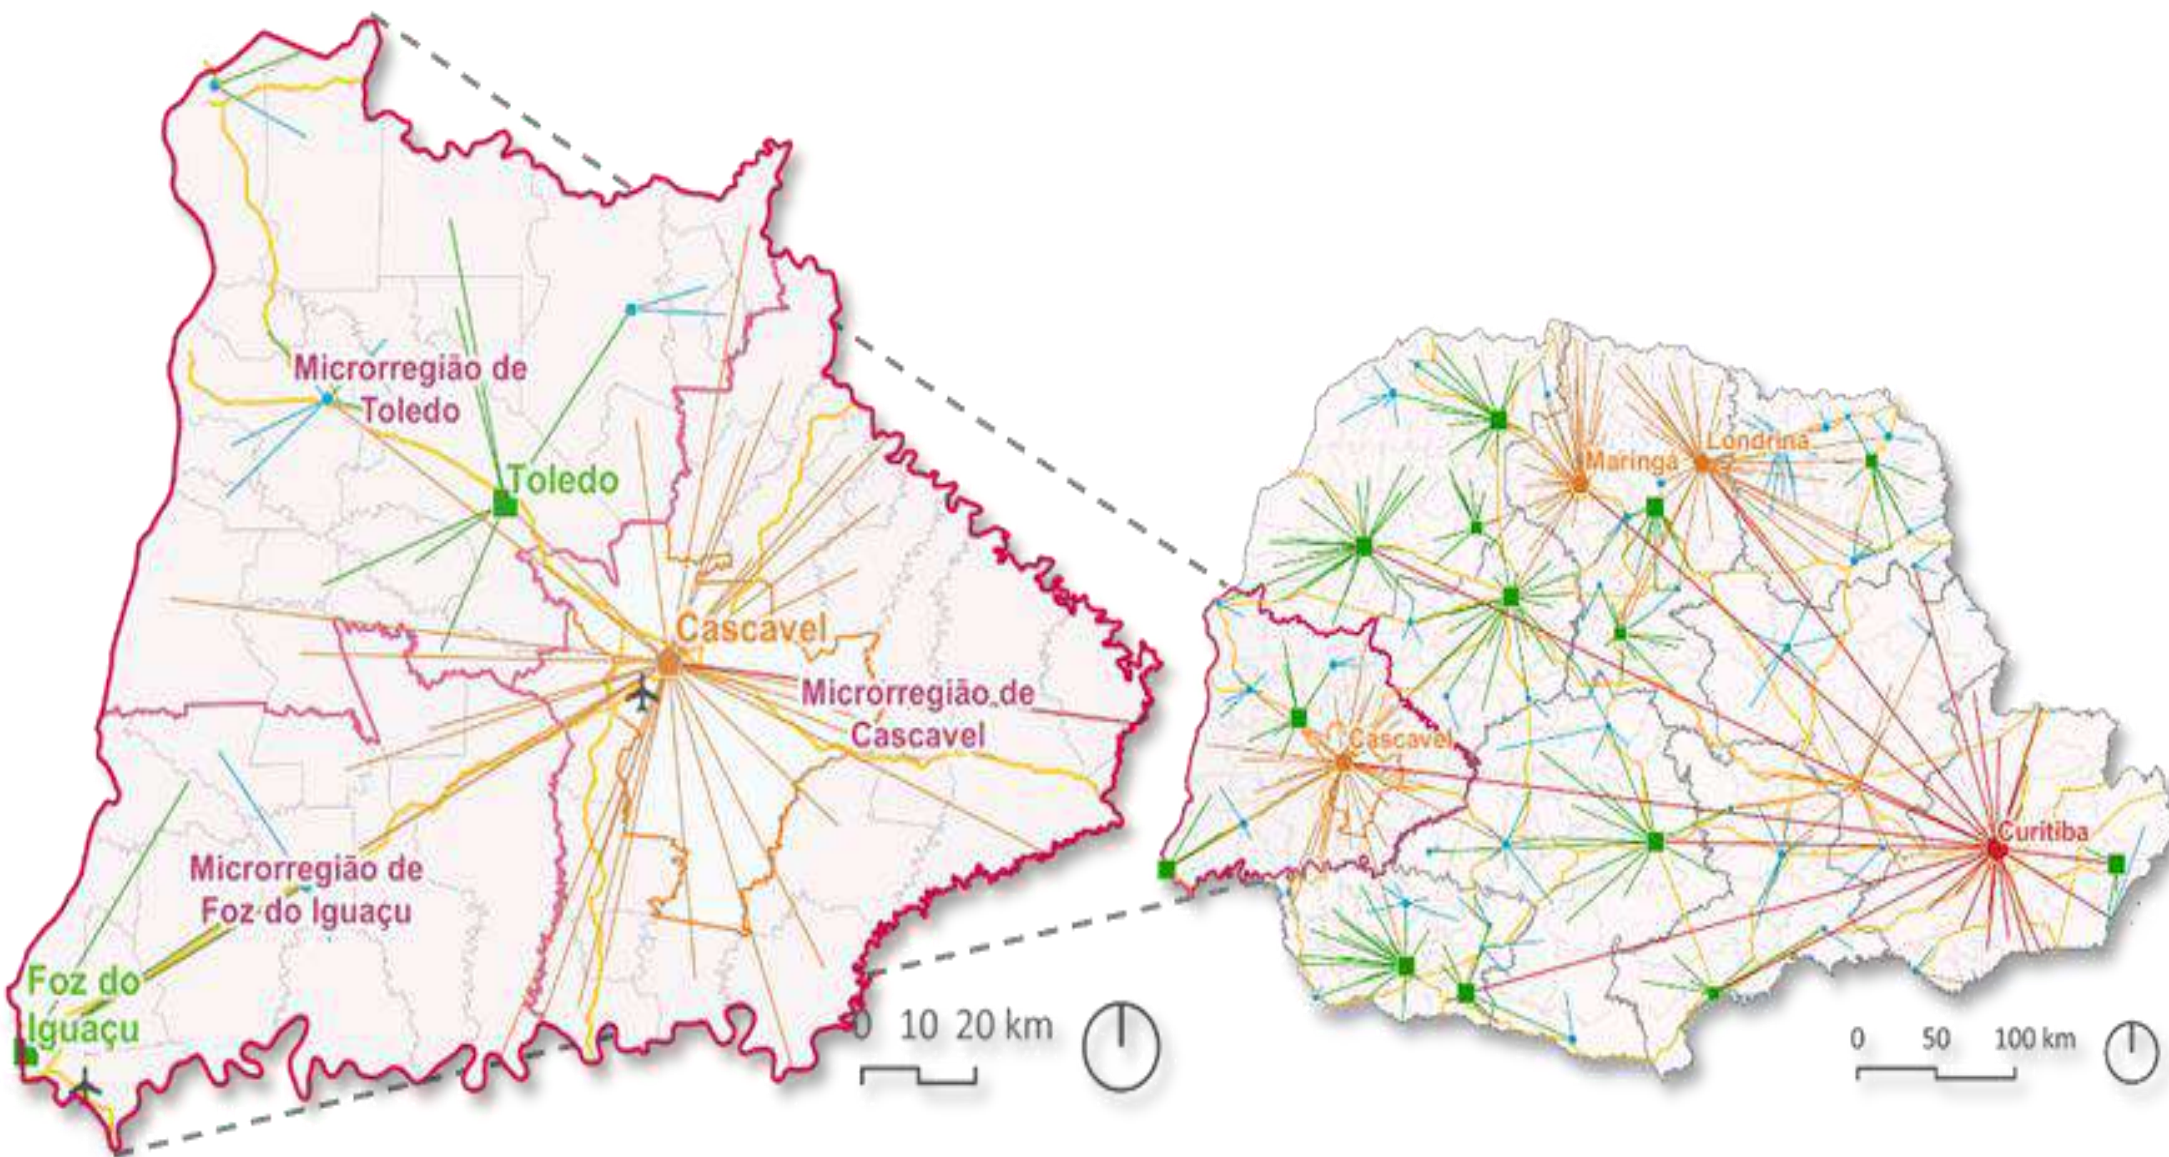 Microrregião de
Toledo
Toledo
Cascavel
Microrregião de
Cascavel
Microrregião de
Foz do Iguaçu
Foz do
Iguaçu
0 10 20 km
Londrina
Maringá
Cascavel
Curitiba
0 50 100 km